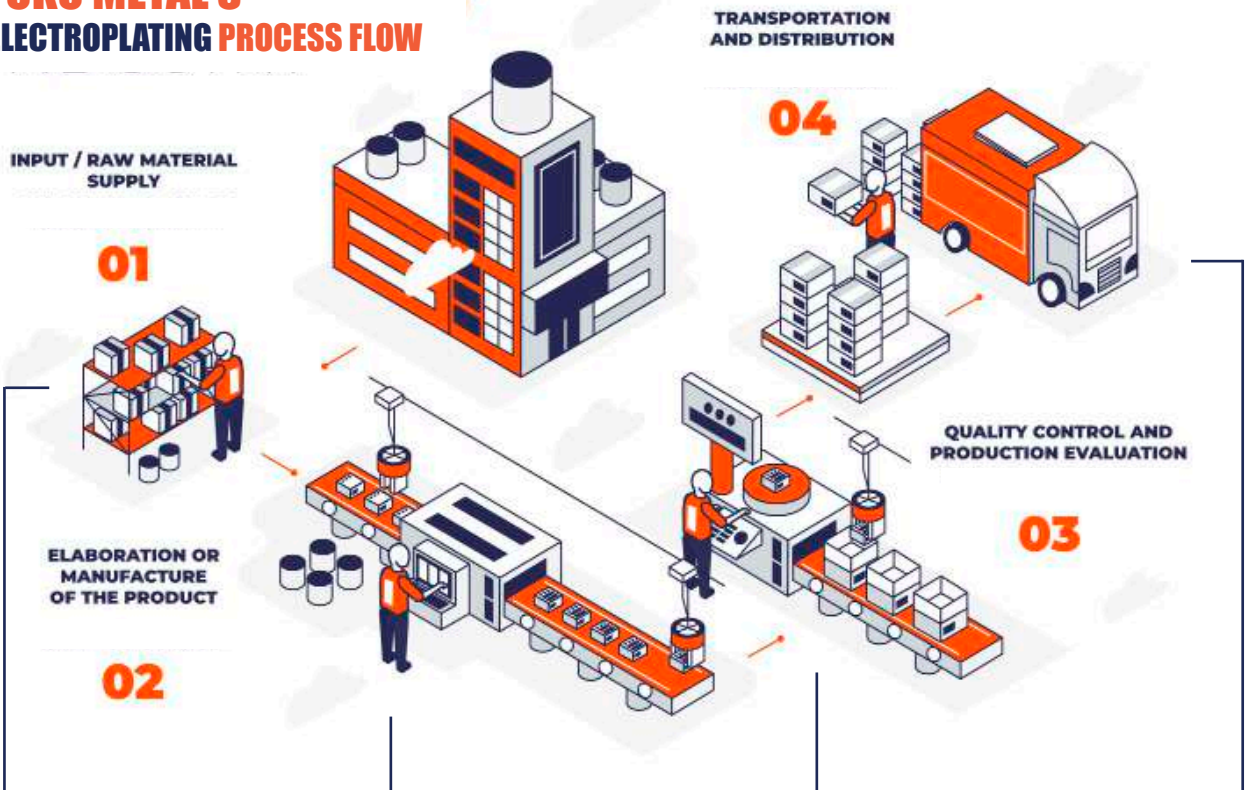 METAL'S
LECTROPLATING PROCESS FLOW
INPUT / RAW MATERIAL
SUPPLY
01
ELABORATION OR
MANUFACTURE
OF THE PRODUCT
02
QUALITY CONTROL AND
PRODUCTION EVALUATION
03
TRANSPORTATION
AND DISTRIBUTION
04